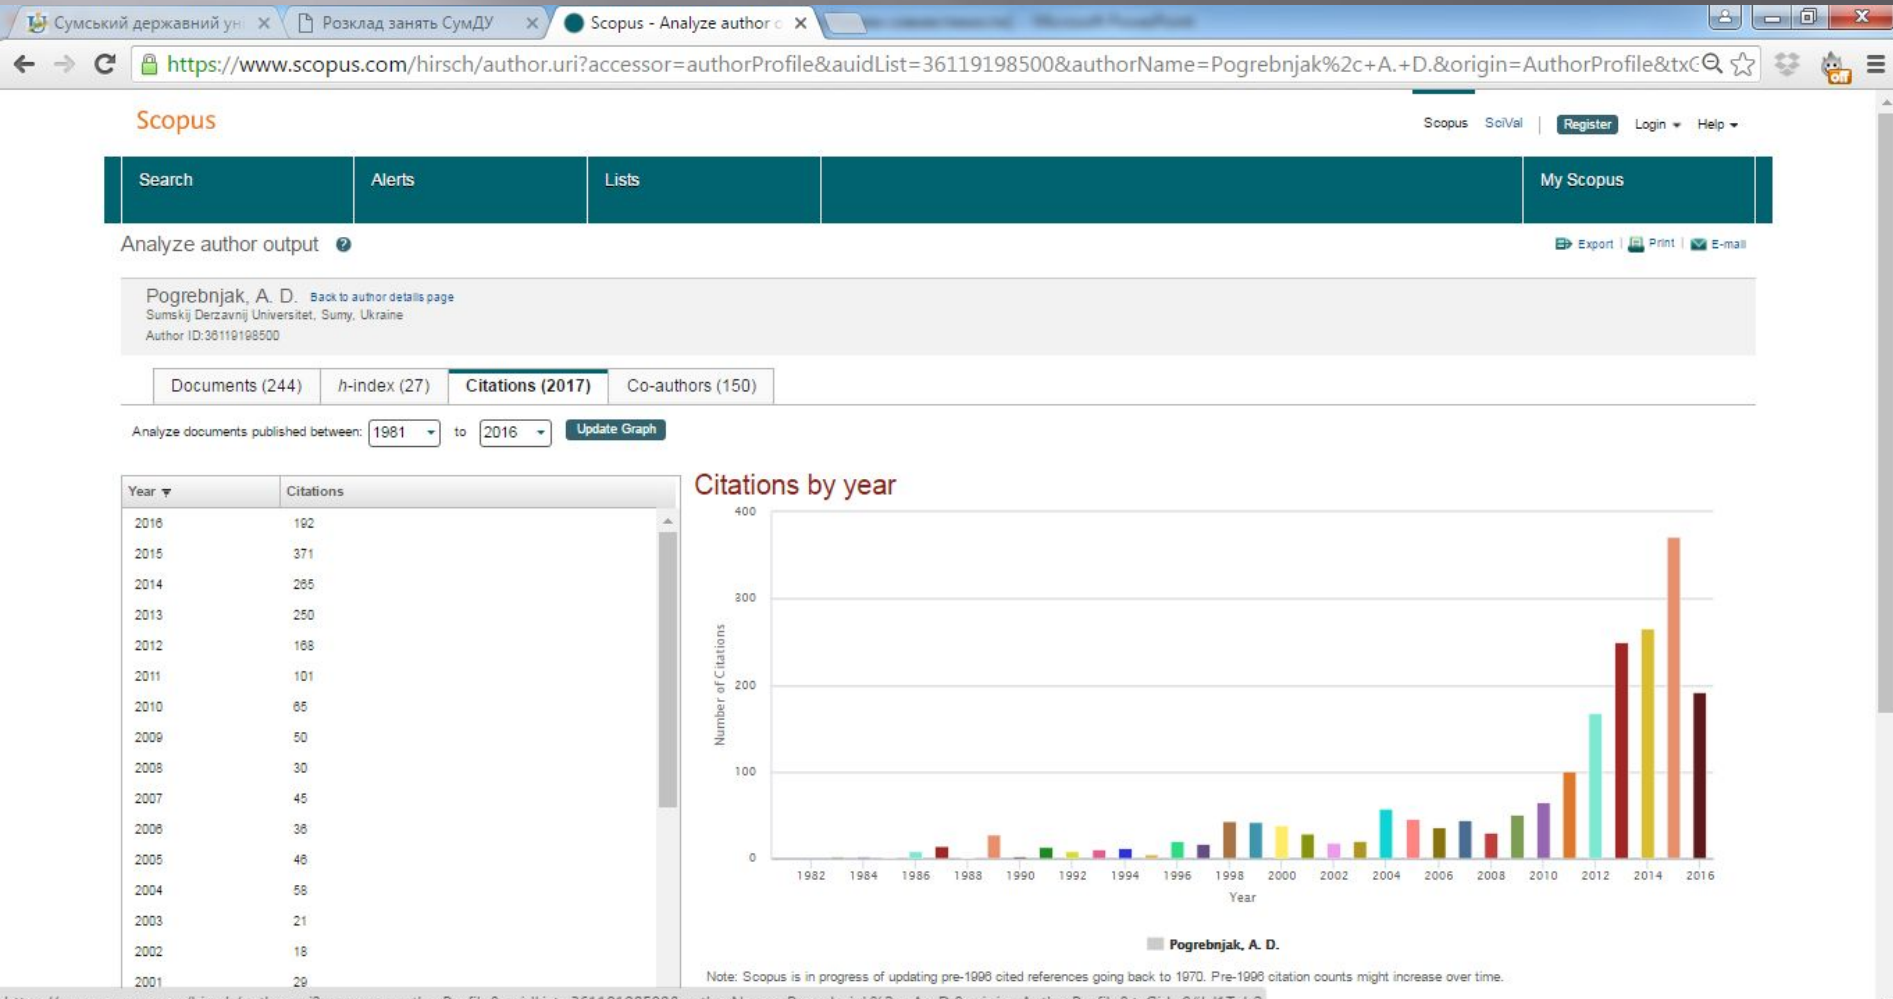 Сумський державний уні
Розклад занять СумДУ
Scopus - Analyze author o
https://www.scopus.com/hirsch/author.uri?accessor=authorProfile&auidList=36119198500&authorName=Pogrebnjak%2c+A.+D.&origin=AuthorProfile&txG
off
Scopus
Scopus SciVal | Register Login Help
Search Alerts Lists My Scopus
Analyze author output ?
Export | Print | E-mail
Pogrebnjak, A. D. Back to author details page
Sumskij Derzavnij Universitet, Sumy, Ukraine
Author ID:36119198500
Documents (244) h-index (27) Citations (2017) Co-authors (150)
Analyze documents published between: 1981 to 2016 Update Graph
Year Citations
2016 192
2015 371
2014 265
2013 250
2012 168
2011 101
2010 65
2009 50
2008 30
2007 45
2006 36
2005 46
2004 58
2003 21
2002 18
2001 29
Citations by year
400
300
200
100
0
Number of Citations
1982 1984 1986 1988 1990 1992 1994 1996 1998 2000 2002 2004 2006 2008 2010 2012 2014 2016
Year
Pogrebnjak, A. D.
Note: Scopus is in progress of updating pre-1996 cited references going back to 1970. Pre-1996 citation counts might increase over time.